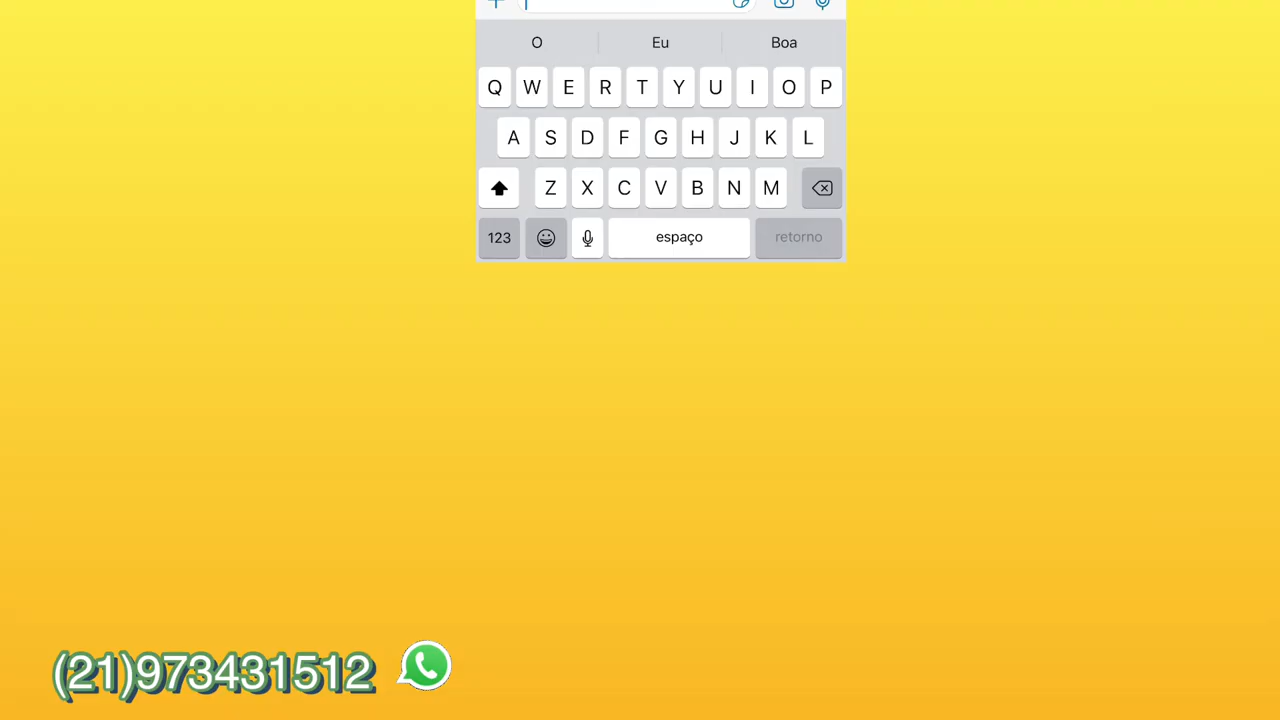 O Eu Boa
Q W E R T Y U I O P
A S D F G H J K L
Z X C V B N M
123 espaço retorno
(21)973431512